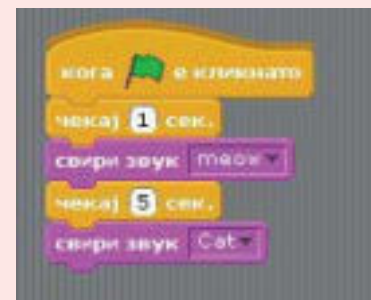 кога е кликнато
чекај 1 сек.
свири звук meow
чекај 5 сек.
свири звук Cat